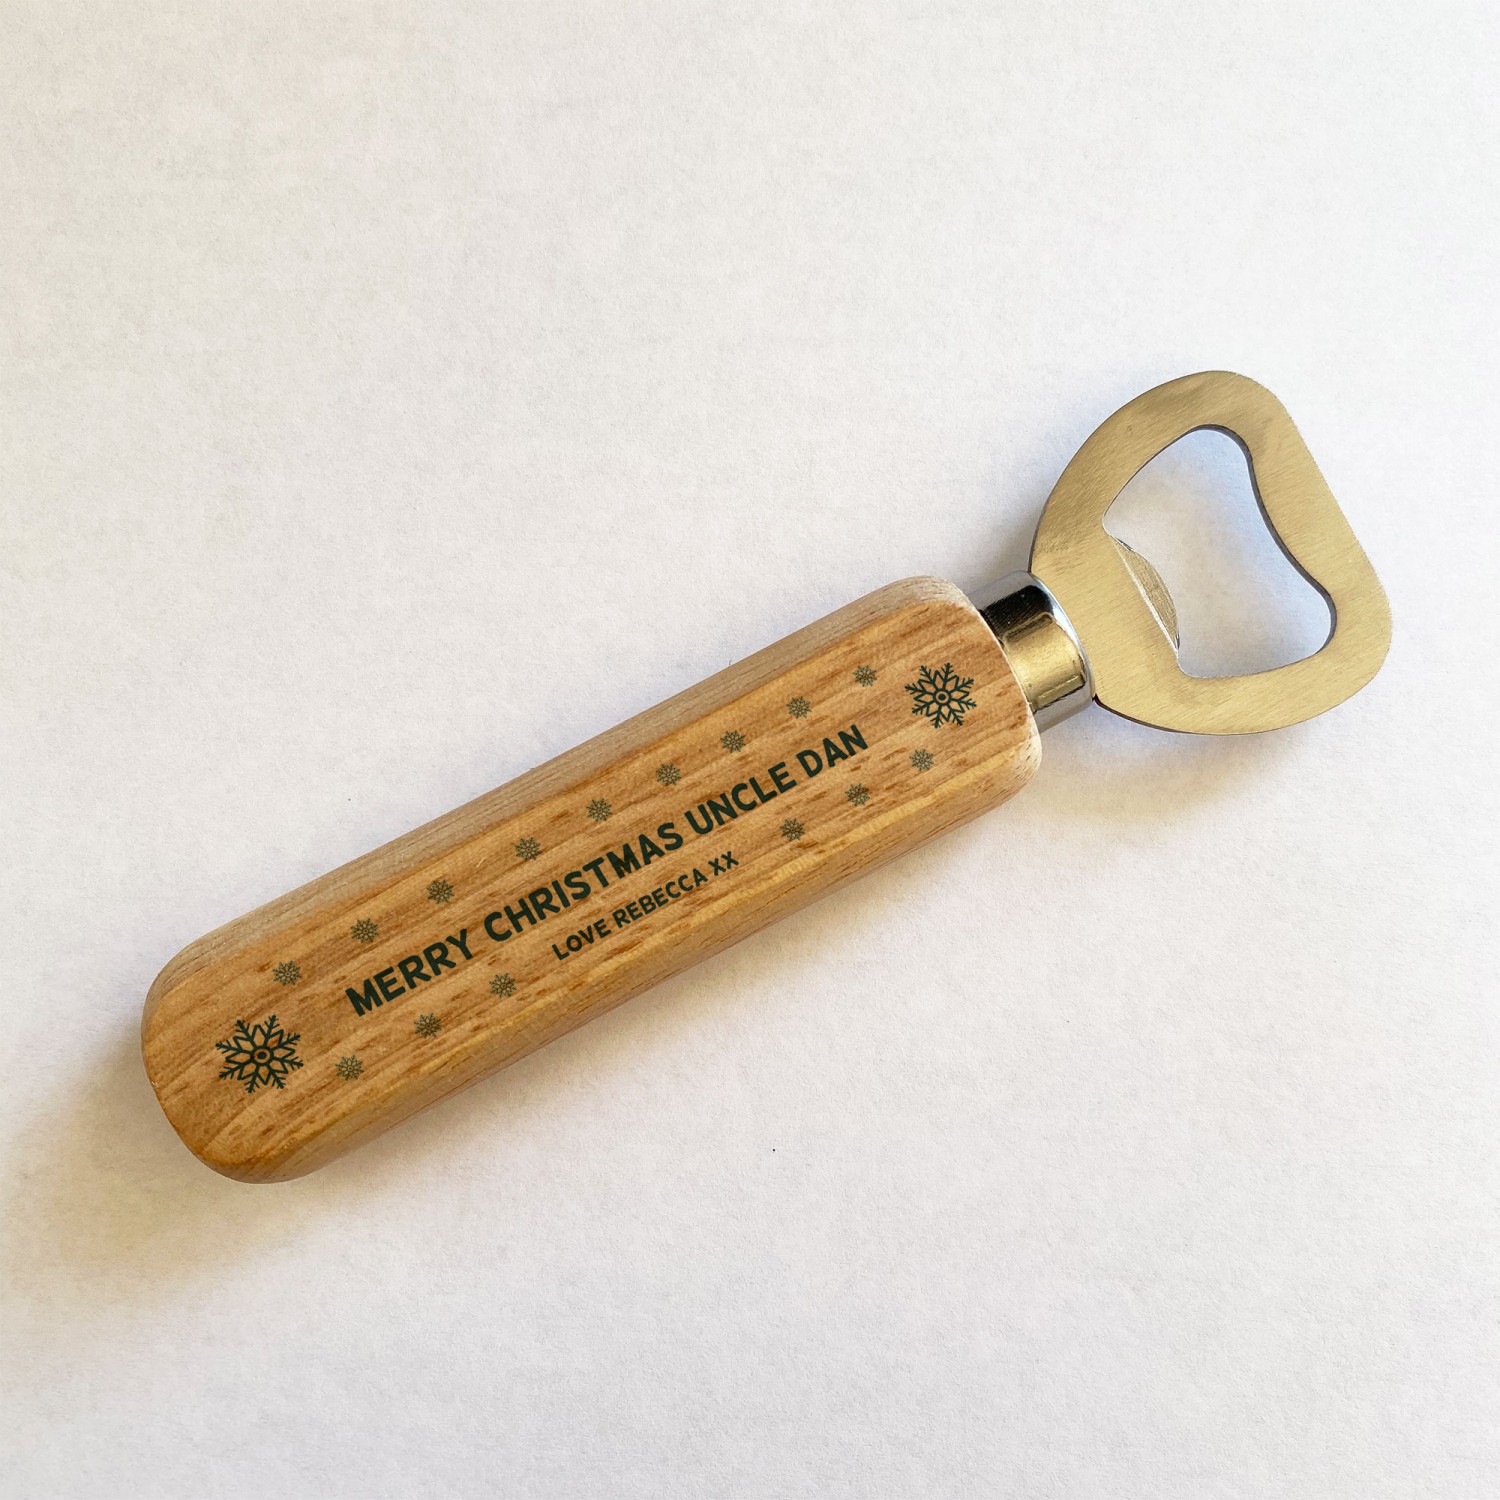 MERRY CHRISTMAS UNCLE DAN
LOVE REBECCA XX